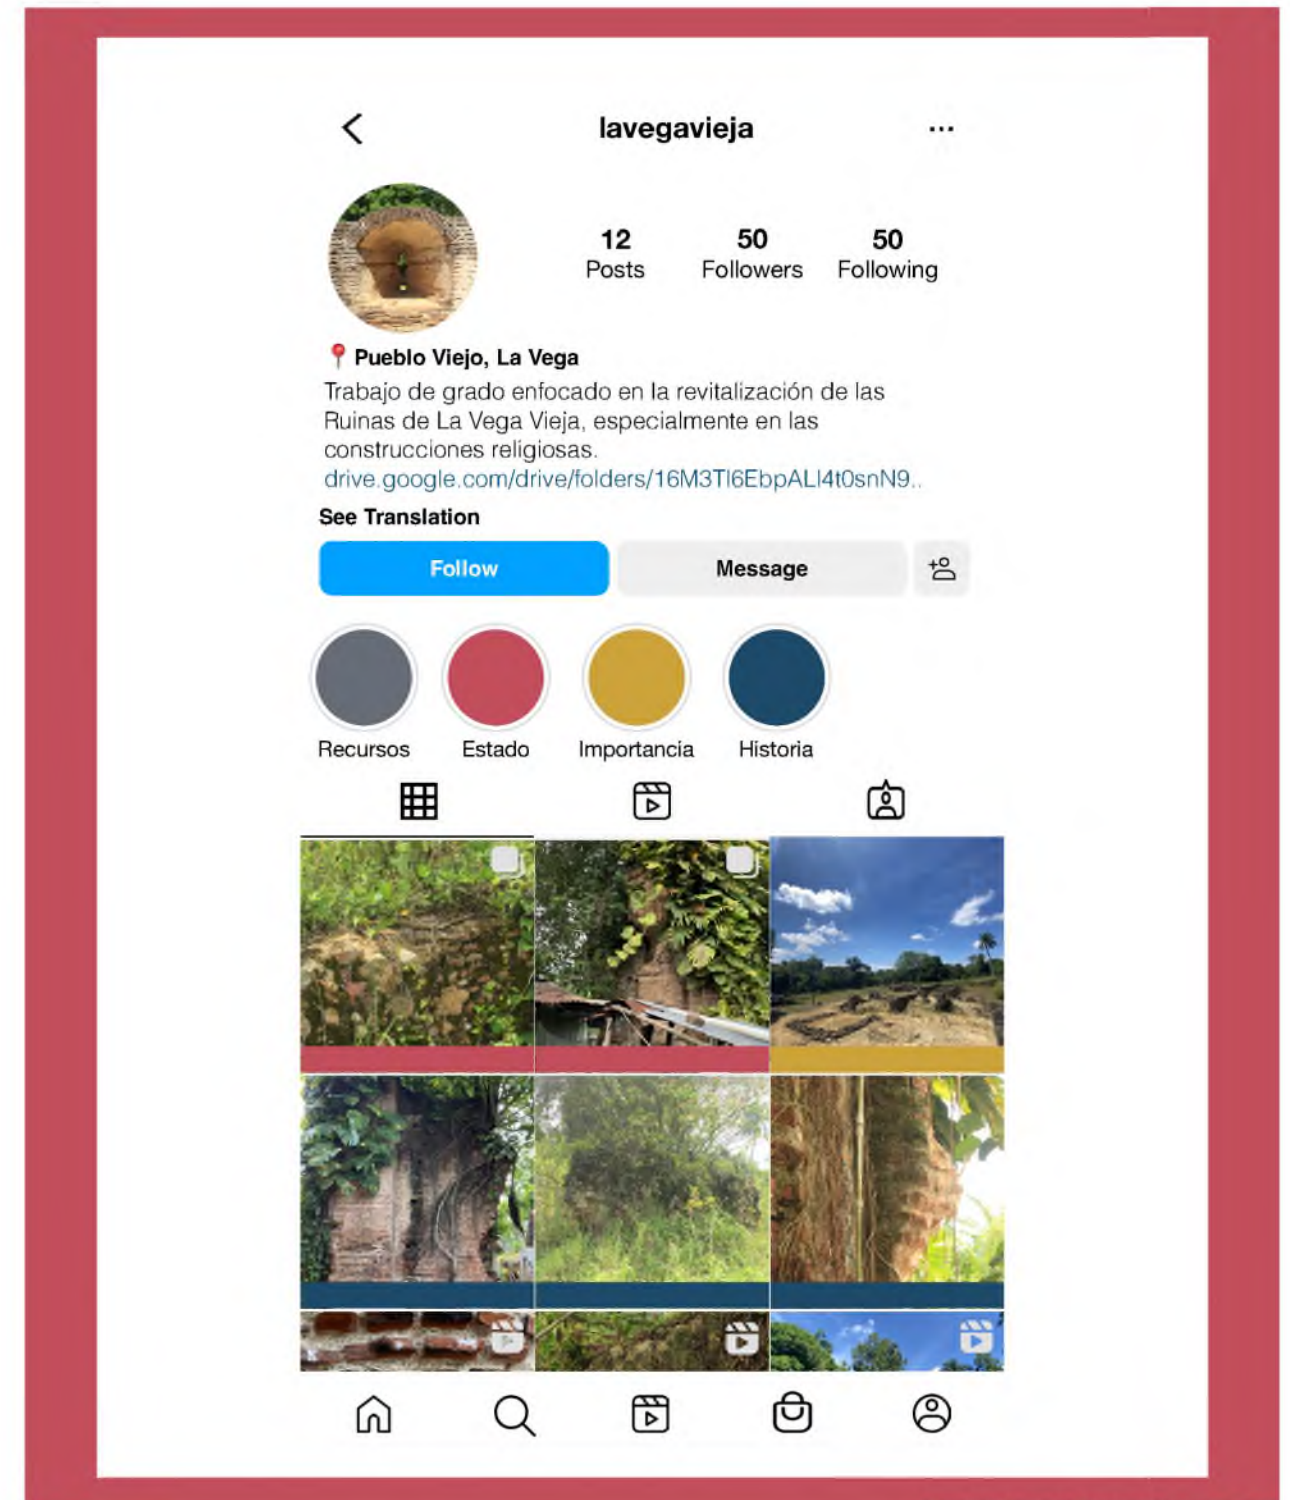 lavegavieja
12
Posts
50
Followers
50
Following
Pueblo Viejo, La Vega
Trabajo de grado enfocado en la revitalización de las
Ruinas de La Vega Vieja, especialmente en las
construcciones religiosas.
drive.google.com/drive/folders/16M3Tl6EbpALl4t0snN9..
See Translation
Follow
Message
Recursos
Estado
Importancia
Historia